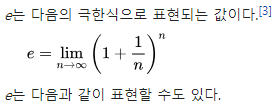 e는 다음의 극한식으로 표현되는 값이다.[3]
e = lim n→∞ (1 + 1/n)^n
e는 다음과 같이 표현할 수도 있다.